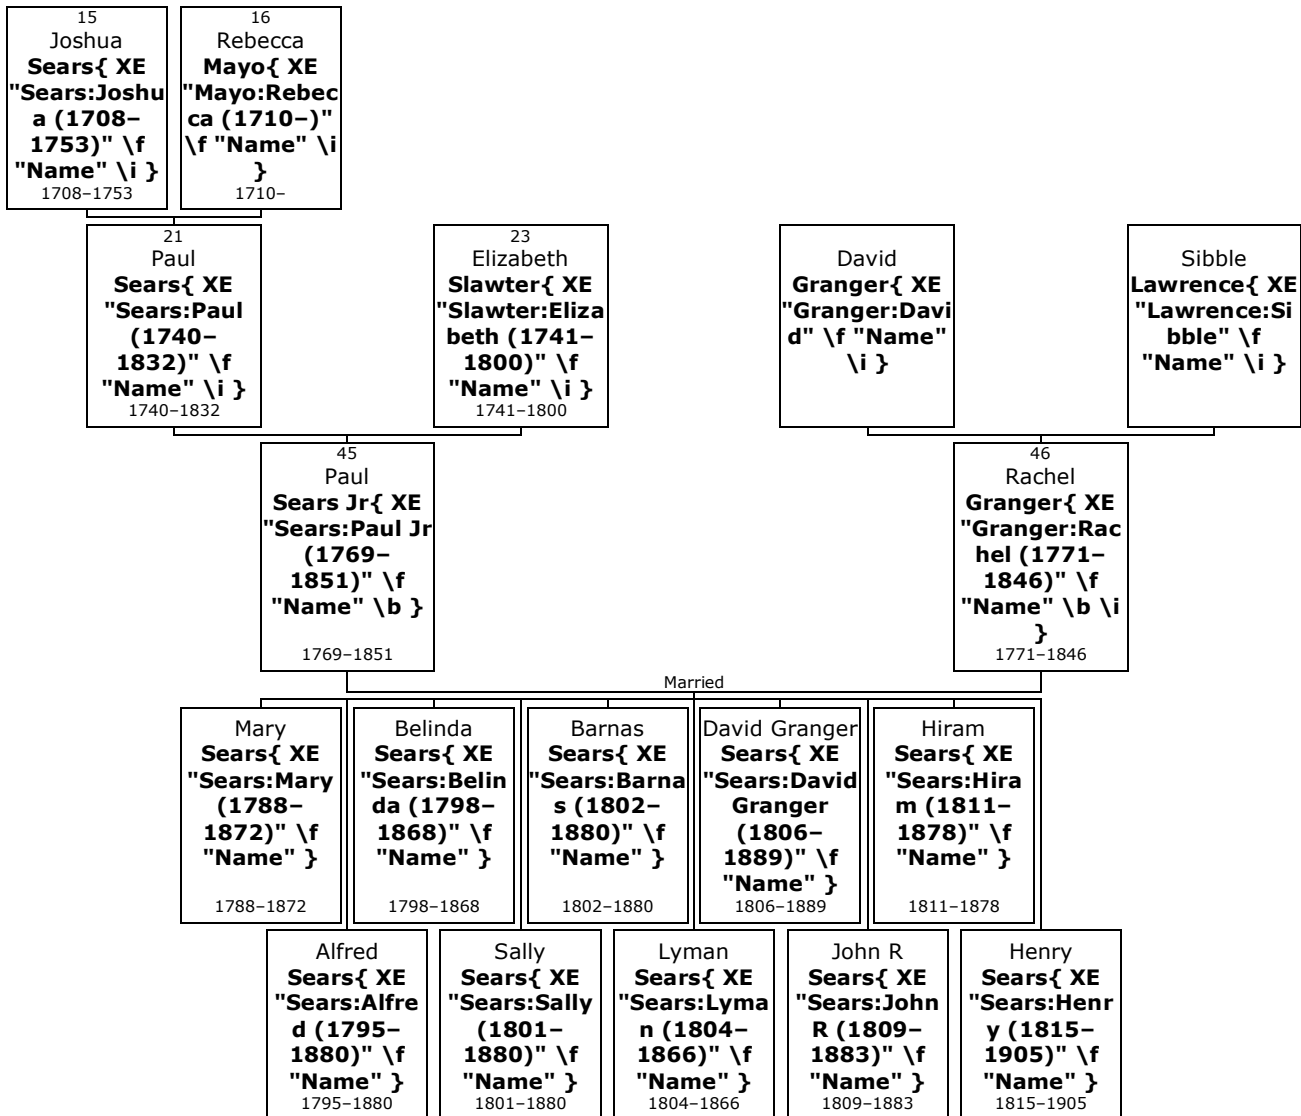 15
Joshua
Sears{ XE
"Sears:Joshu
a (1708–
1753)" \f
"Name" \i }
1708–1753
16
Rebecca
Mayo{ XE
"Mayo:Rebec
ca (1710–)"
\f "Name" \i
}
1710–
21
Paul
Sears{ XE
"Sears:Paul
(1740–
1832)" \f
"Name" \i }
1740–1832
23
Elizabeth
Slawter{ XE
"Slawter:Eliza
beth (1741–
1800)" \f
"Name" \i }
1741–1800
David
Granger{ XE
"Granger:Davi
d" \f "Name"
\i }
Sibble
Lawrence{ XE
"Lawrence:Si
bble" \f
"Name" \i }
45
Paul
Sears Jr{ XE
"Sears:Paul Jr
(1769–
1851)" \f
"Name" \b }
1769–1851
46
Rachel
Granger{ XE
"Granger:Rac
hel (1771–
1846)" \f
"Name" \b \i
}
1771–1846
Married
Mary
Sears{ XE
"Sears:Mary
(1788–
1872)" \f
"Name" }
1788–1872
Belinda
Sears{ XE
"Sears:Belin
da (1798–
1868)" \f
"Name" }
1798–1868
Barnas
Sears{ XE
"Sears:Barna
s (1802–
1880)" \f
"Name" }
1802–1880
David Granger
Sears{ XE
"Sears:David
Granger
(1806–
1889)" \f
"Name" }
1806–1889
Hiram
Sears{ XE
"Sears:Hira
m (1811–
1878)" \f
"Name" }
1811–1878
Alfred
Sears{ XE
"Sears:Alfre
d (1795–
1880)" \f
"Name" }
1795–1880
Sally
Sears{ XE
"Sears:Sally
(1801–
1880)" \f
"Name" }
1801–1880
Lyman
Sears{ XE
"Sears:Lyma
n (1804–
1866)" \f
"Name" }
1804–1866
John R
Sears{ XE
"Sears:John
R (1809–
1883)" \f
"Name" }
1809–1883
Henry
Sears{ XE
"Sears:Henr
y (1815–
1905)" \f
"Name" }
1815–1905